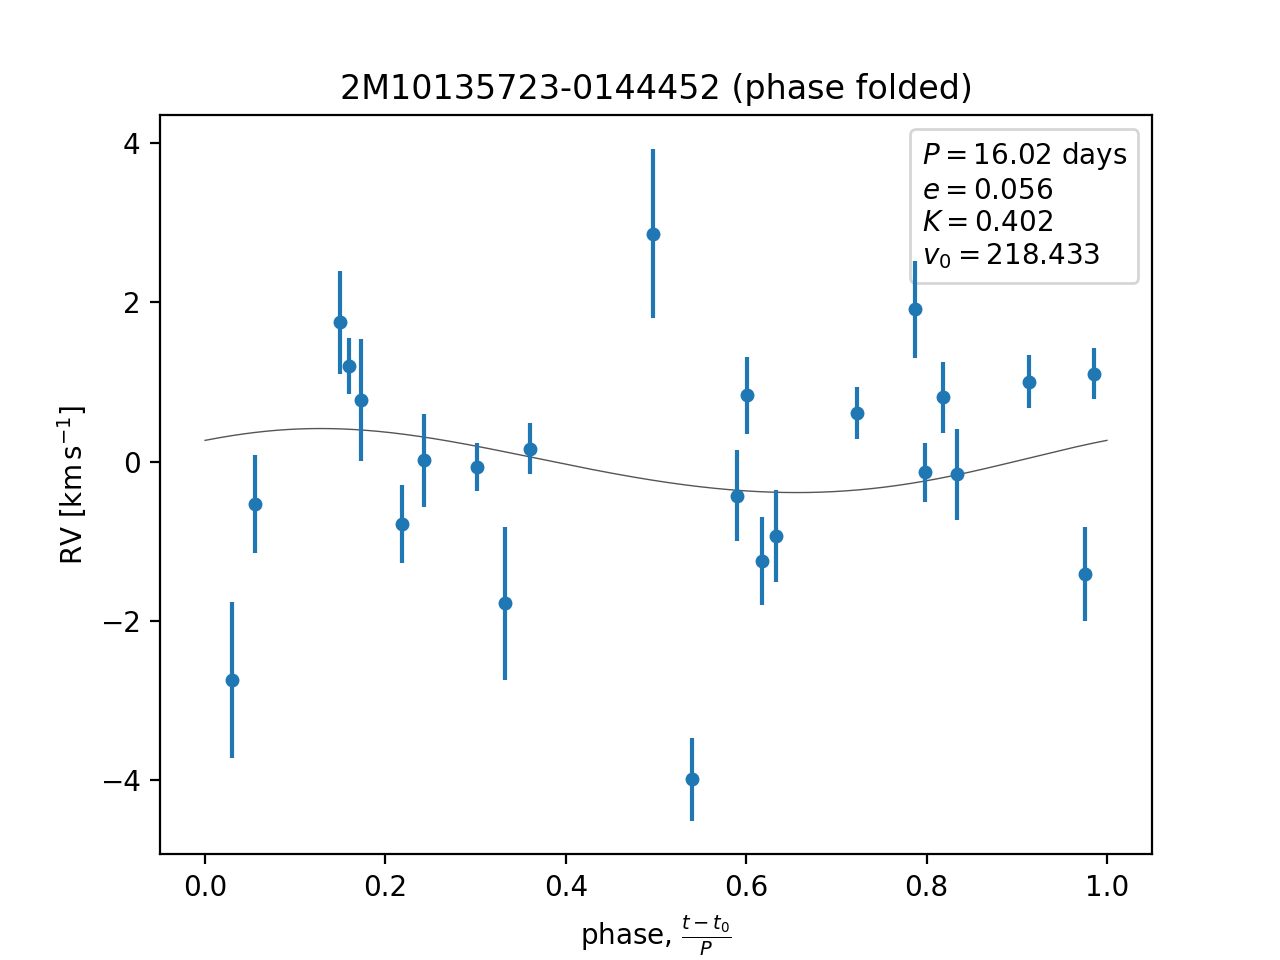 2M10135723-0144452 (phase folded)
P = 16.02 days
e = 0.056
K = 0.402
v₀ = 218.433
4
2
0
−2
−4
RV [km s⁻¹]
0.0 0.2 0.4 0.6 0.8 1.0
phase, (t − t₀)/P